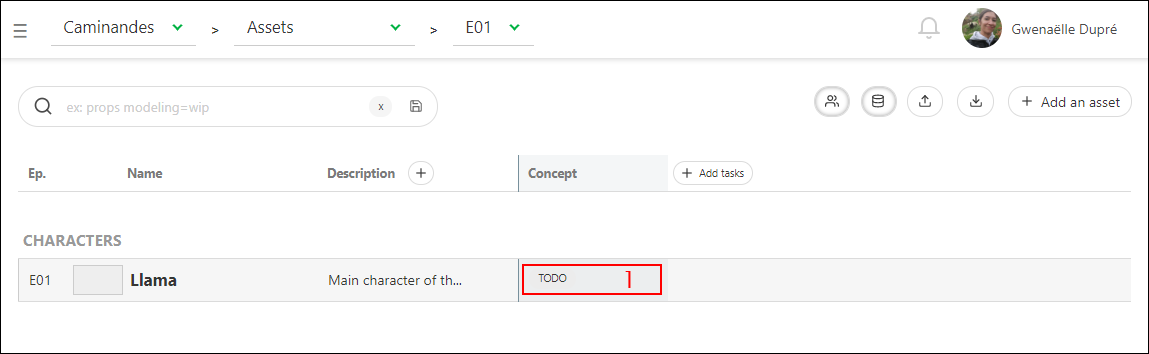 Caminandes > Assets > E01 Gwenaëlle Dupré
ex: props modeling=wip x + Add an asset
Ep. Name Description + Concept + Add tasks
CHARACTERS
E01 Llama Main character of th... TODO 1